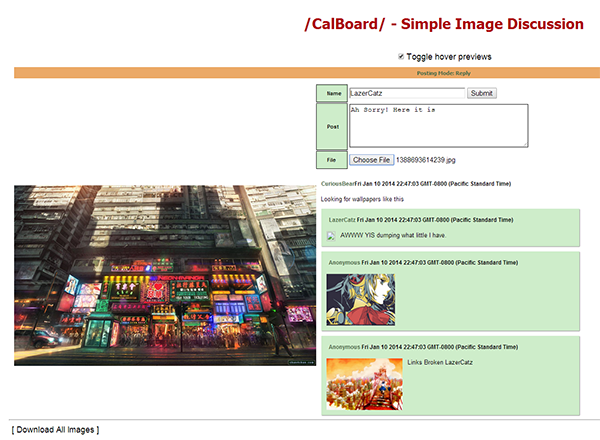 /CalBoard/ - Simple Image Discussion
Toggle hover previews
Posting Mode: Reply
Name
LazerCatz
Submit
Post
Ah Sorry! Here it is
File
Choose File 1388693614239.jpg
CuriousBearFri Jan 10 2014 22:47:03 GMT-0800 (Pacific Standard Time)
Looking for wallpapers like this
LazerCatz Fri Jan 10 2014 22:47:03 GMT-0800 (Pacific Standard Time)
AWWW YIS dumping what little I have.
Anonymous Fri Jan 10 2014 22:47:03 GMT-0800 (Pacific Standard Time)
Anonymous Fri Jan 10 2014 22:47:03 GMT-0800 (Pacific Standard Time)
Links Broken LazerCatz
[ Download All Images ]